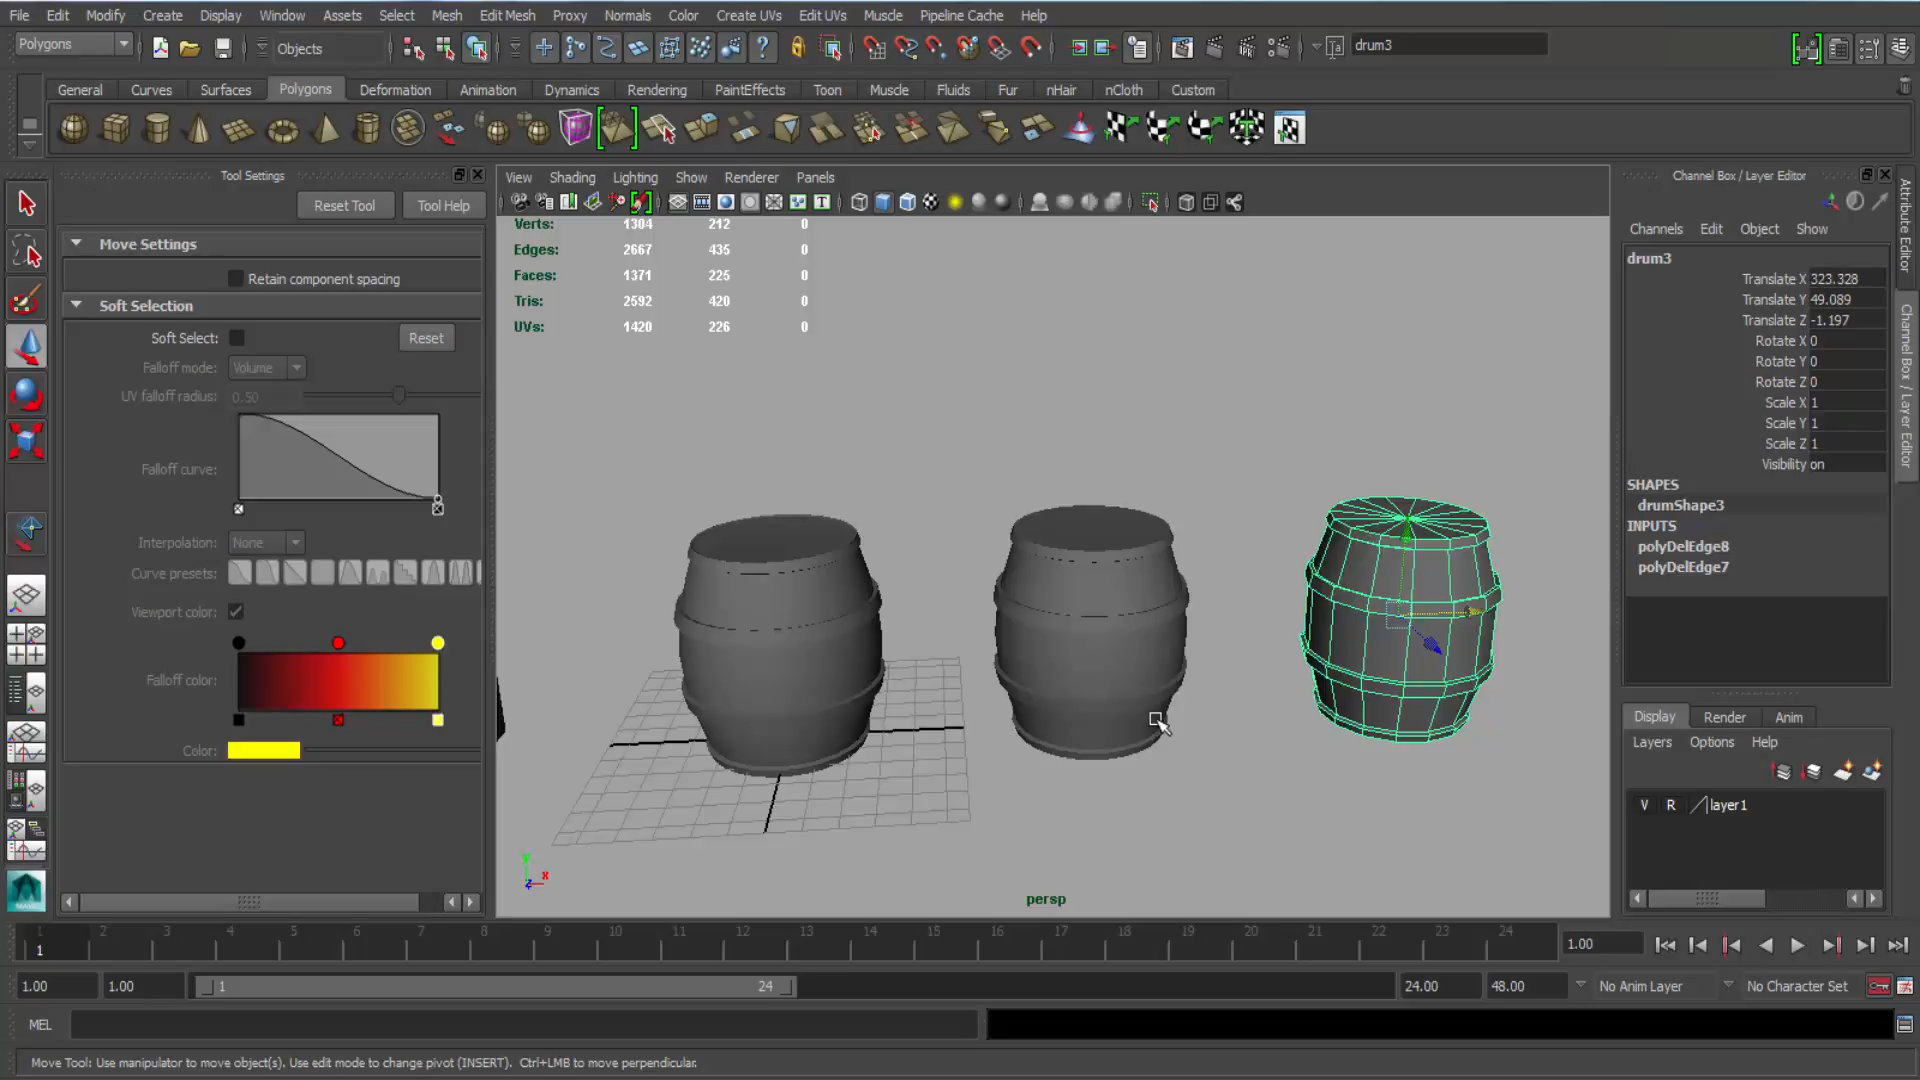 File Edit Modify Create Display Window Assets Select Mesh Edit Mesh Proxy Normals Color Create UVs Edit UVs Muscle Pipeline Cache Help
Polygons Objects drum3
General Curves Surfaces Polygons Deformation Animation Dynamics Rendering PaintEffects Toon Muscle Fluids Fur nHair nCloth Custom
Tool Settings
Reset Tool Tool Help
Move Settings
Retain component spacing
Soft Selection
Soft Select: Reset
Falloff mode: Volume
UV falloff radius: 0.50
Falloff curve:
Interpolation: None
Curve presets:
Viewport color:
Falloff color:
Color:
View Shading Lighting Show Renderer Panels
Verts: 1304 212 0
Edges: 2667 435 0
Faces: 1371 225 0
Tris: 2592 420 0
UVs: 1420 226 0
persp
Channel Box / Layer Editor
Channels Edit Object Show
drum3
Translate X 323.328
Translate Y 49.089
Translate Z -1.197
Rotate X 0
Rotate Y 0
Rotate Z 0
Scale X 1
Scale Y 1
Scale Z 1
Visibility on
SHAPES
drumShape3
INPUTS
polyDelEdge8
polyDelEdge7
Display Render Anim
Layers Options Help
V R layer1
Attribute Editor
Channel Box / Layer Editor
1 2 3 4 5 6 7 8 9 10 11 12 13 14 15 16 17 18 19 20 21 22 23 24
1
1.00
1.00 1.00 1 24 24.00 48.00 No Anim Layer No Character Set
MEL
Move Tool: Use manipulator to move object(s). Use edit mode to change pivot (INSERT). Ctrl+LMB to move perpendicular.